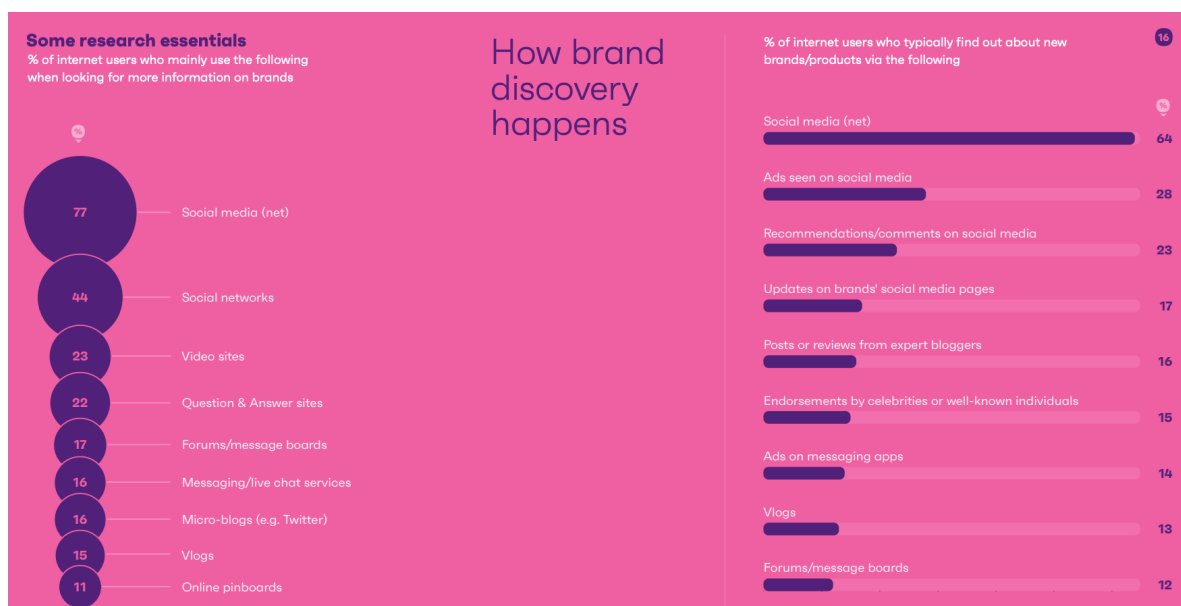 Some research essentials
% of internet users who mainly use the following
when looking for more information on brands
%
77
Social media (net)
44
Social networks
23
Video sites
22
Question & Answer sites
17
Forums/message boards
16
Messaging/live chat services
16
Micro-blogs (e.g. Twitter)
15
Vlogs
11
Online pinboards
How brand
discovery
happens
% of internet users who typically find out about new
brands/products via the following
16
%
Social media (net)
64
Ads seen on social media
28
Recommendations/comments on social media
23
Updates on brands' social media pages
17
Posts or reviews from expert bloggers
16
Endorsements by celebrities or well-known individuals
15
Ads on messaging apps
14
Vlogs
13
Forums/message boards
12